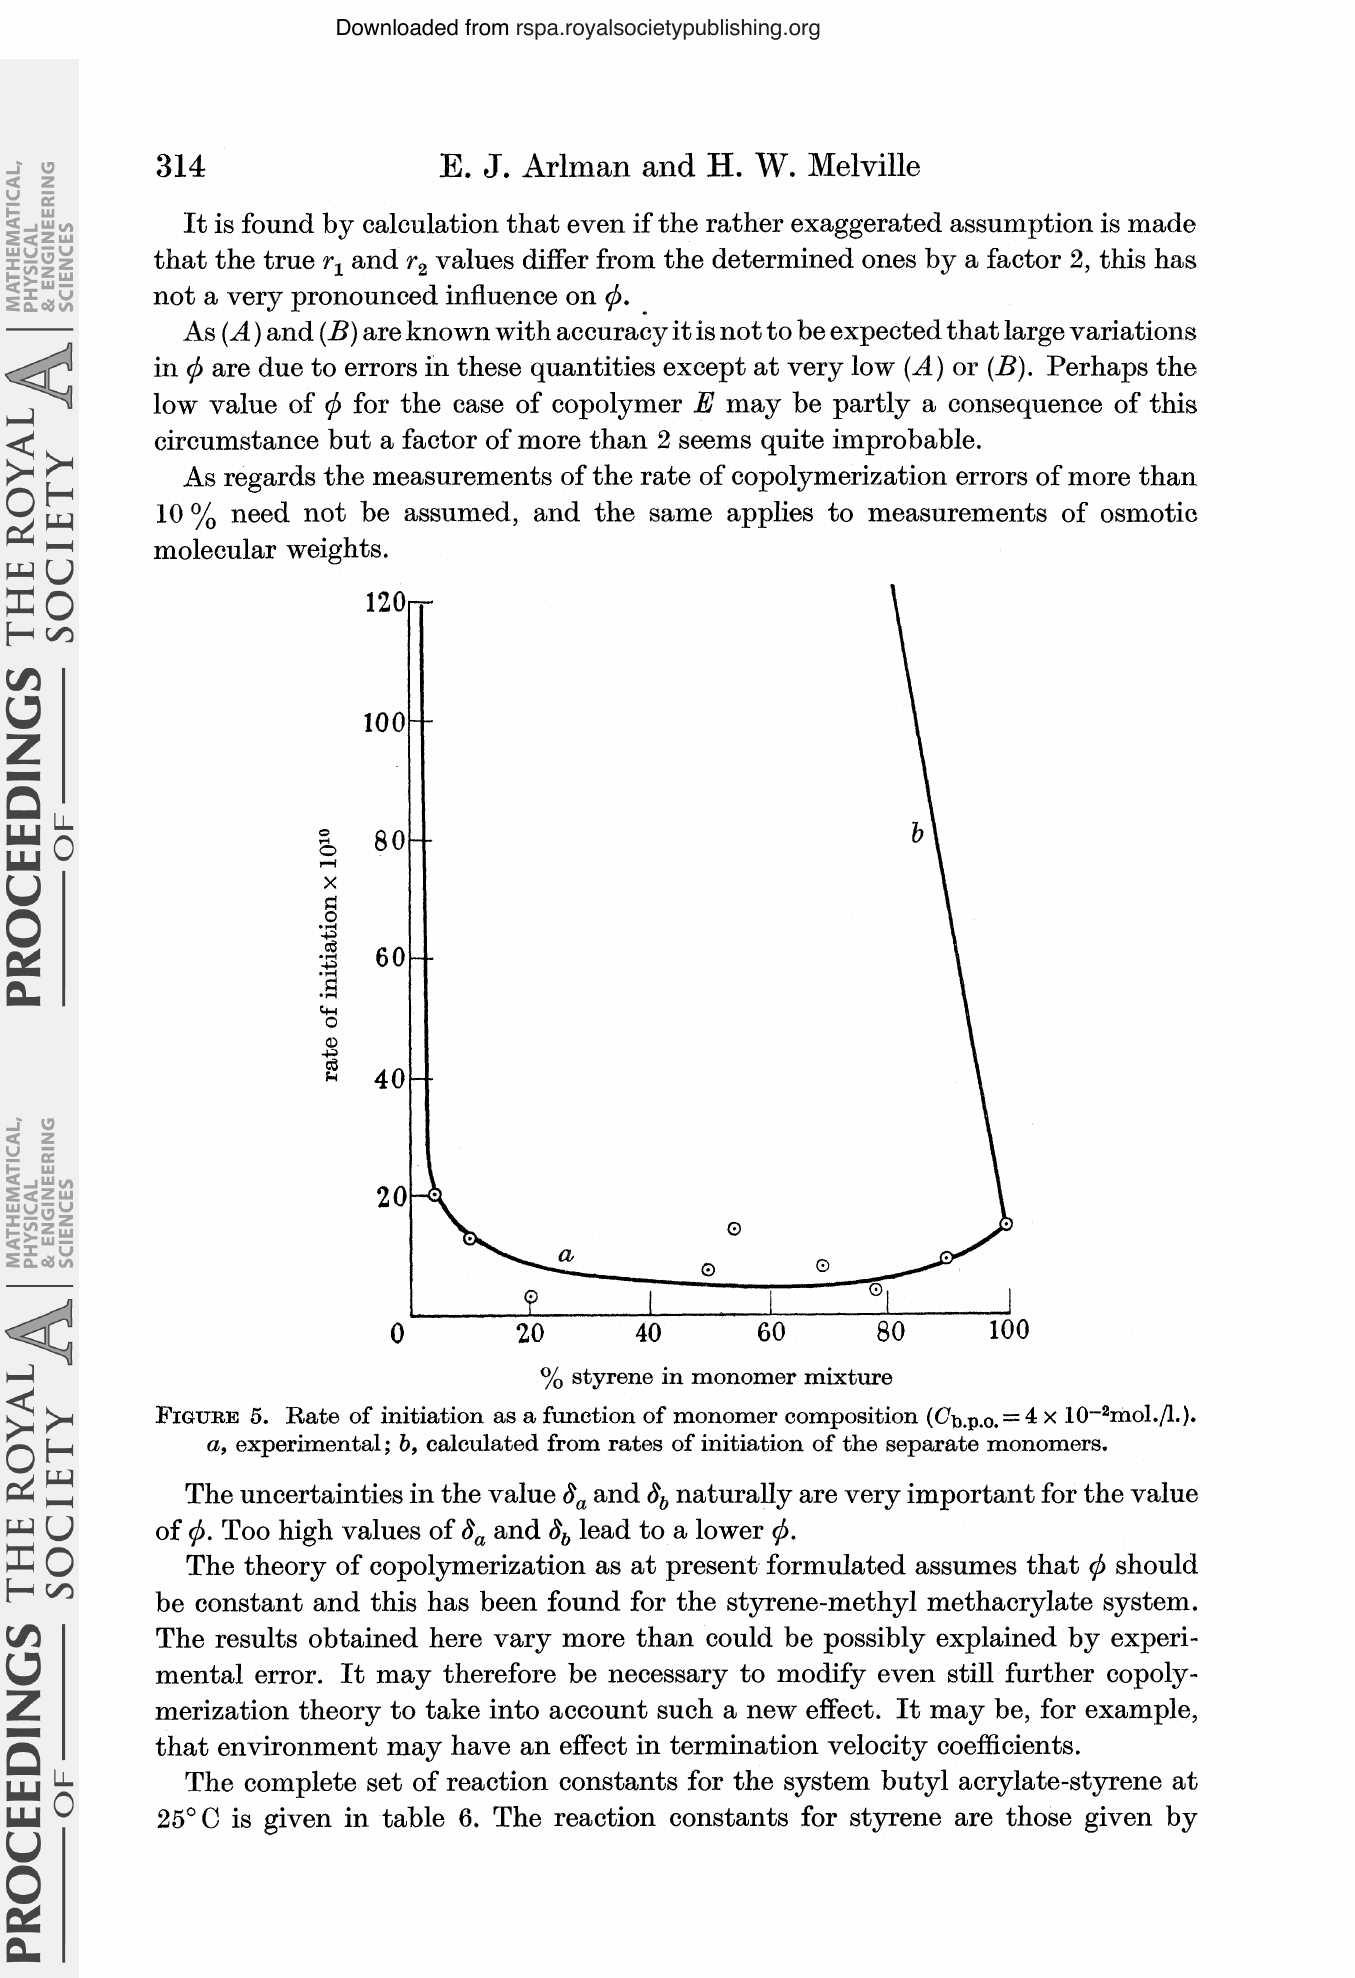 Downloaded from rspa.royalsocietypublishing.org
314 E. J. Arlman and H. W. Melville
It is found by calculation that even if the rather exaggerated assumption is made
that the true r₁ and r₂ values differ from the determined ones by a factor 2, this has
not a very pronounced influence on ϕ.
As (A) and (B) are known with accuracy it is not to be expected that large variations
in ϕ are due to errors in these quantities except at very low (A) or (B). Perhaps the
low value of ϕ for the case of copolymer E may be partly a consequence of this
circumstance but a factor of more than 2 seems quite improbable.
As regards the measurements of the rate of copolymerization errors of more than
10 % need not be assumed, and the same applies to measurements of osmotic
molecular weights.
120
100
80
60
40
20
rate of initiation × 10¹⁰
b
a
0 20 40 60 80 100
% styrene in monomer mixture
FIGURE 5. Rate of initiation as a function of monomer composition (C_b.p.o. = 4 × 10⁻²mol./l.).
a, experimental; b, calculated from rates of initiation of the separate monomers.
The uncertainties in the value δₐ and δ_b naturally are very important for the value
of ϕ. Too high values of δₐ and δ_b lead to a lower ϕ.
The theory of copolymerization as at present formulated assumes that ϕ should
be constant and this has been found for the styrene-methyl methacrylate system.
The results obtained here vary more than could be possibly explained by experi-
mental error. It may therefore be necessary to modify even still further copoly-
merization theory to take into account such a new effect. It may be, for example,
that environment may have an effect in termination velocity coefficients.
The complete set of reaction constants for the system butyl acrylate-styrene at
25° C is given in table 6. The reaction constants for styrene are those given by
MATHEMATICAL,
PHYSICAL
& ENGINEERING
SCIENCES
THE ROYAL
SOCIETY
A
PROCEEDINGS
OF
MATHEMATICAL,
PHYSICAL
& ENGINEERING
SCIENCES
THE ROYAL
SOCIETY
A
PROCEEDINGS
OF